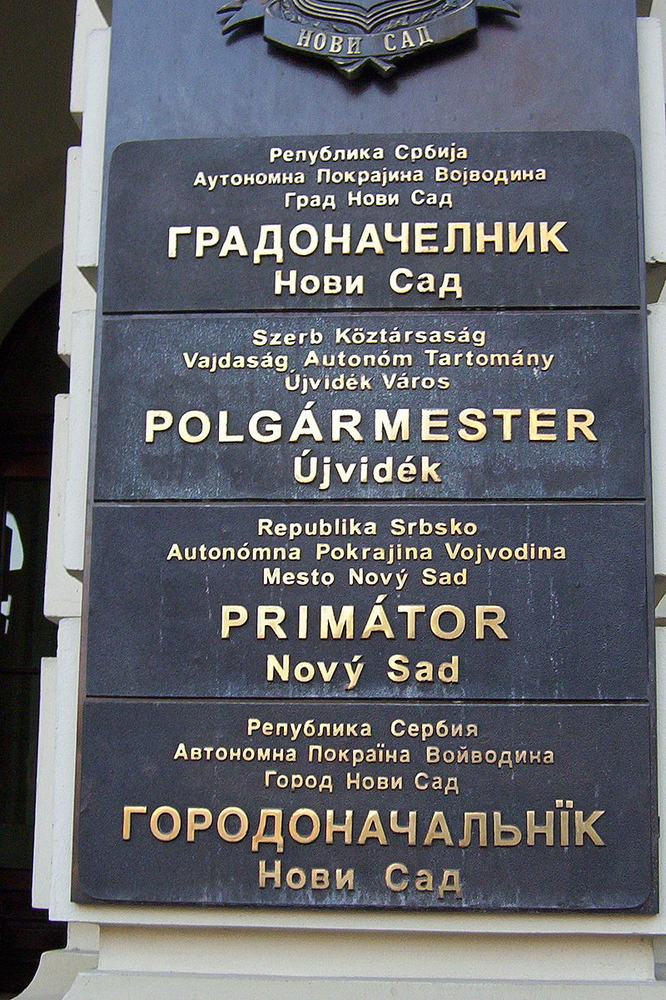 НОВИ САД
Република Србија
Аутономна Покрајина Војводина
Град Нови Сад
ГРАДОНАЧЕЛНИК
Нови Сад
Szerb Köztársaság
Vajdaság Autonóm Tartomány
Újvidék Város
POLGÁRMESTER
Újvidék
Republika Srbsko
Autonómna Pokrajina Vojvodina
Mesto Nový Sad
PRIMÁTOR
Nový Sad
Република Сербия
Автономна Покраїна Войводина
Город Нови Сад
ГОРОДОНАЧАЛЬНЇК
Нови Сад